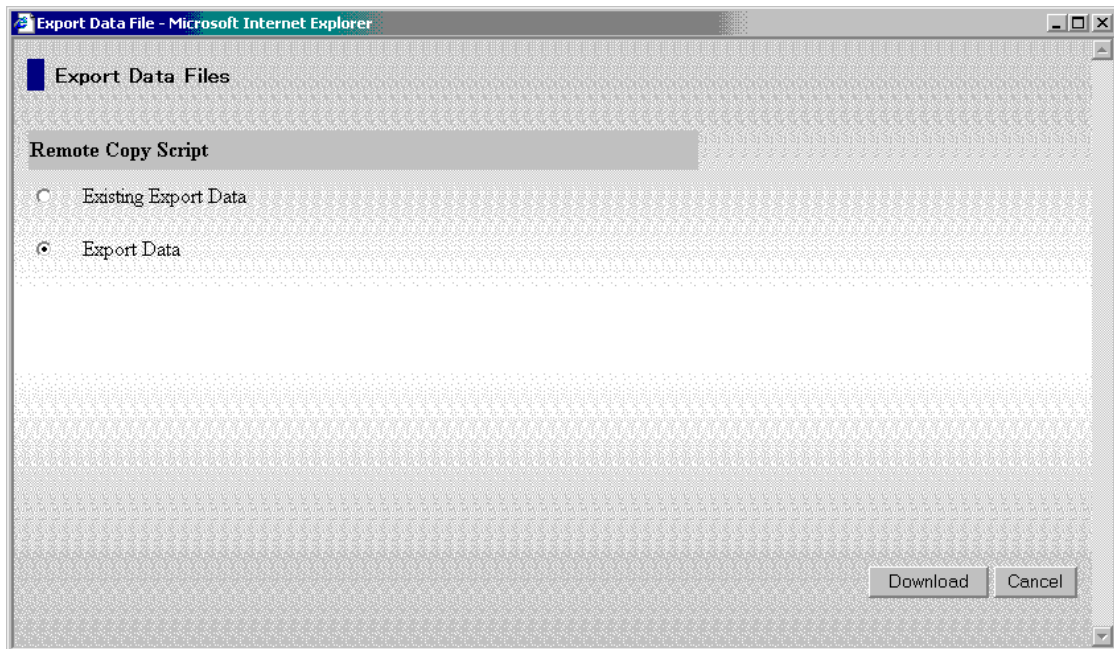 Export Data File - Microsoft Internet Explorer
Export Data Files
Remote Copy Script
Existing Export Data
Export Data
Download Cancel